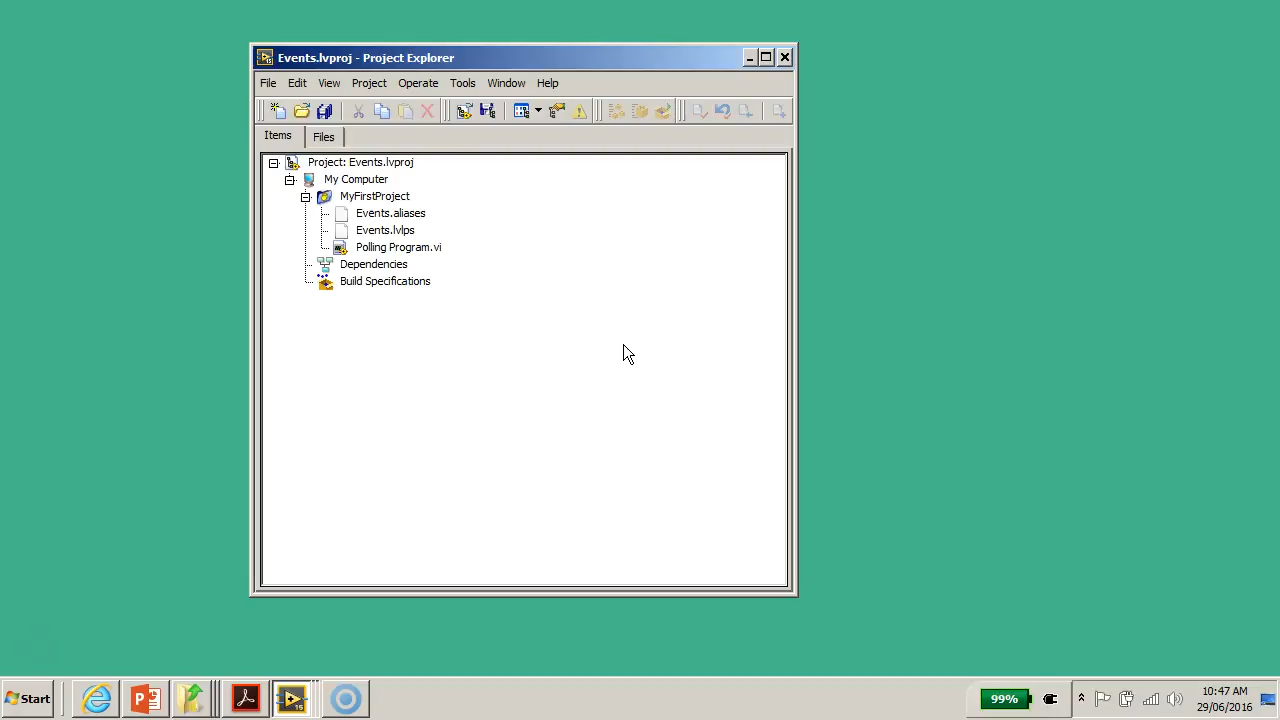 Events.lvproj - Project Explorer
File Edit View Project Operate Tools Window Help
Items Files
Project: Events.lvproj
My Computer
MyFirstProject
Events.aliases
Events.lvlps
Polling Program.vi
Dependencies
Build Specifications
Start
99%
10:47 AM
29/06/2016